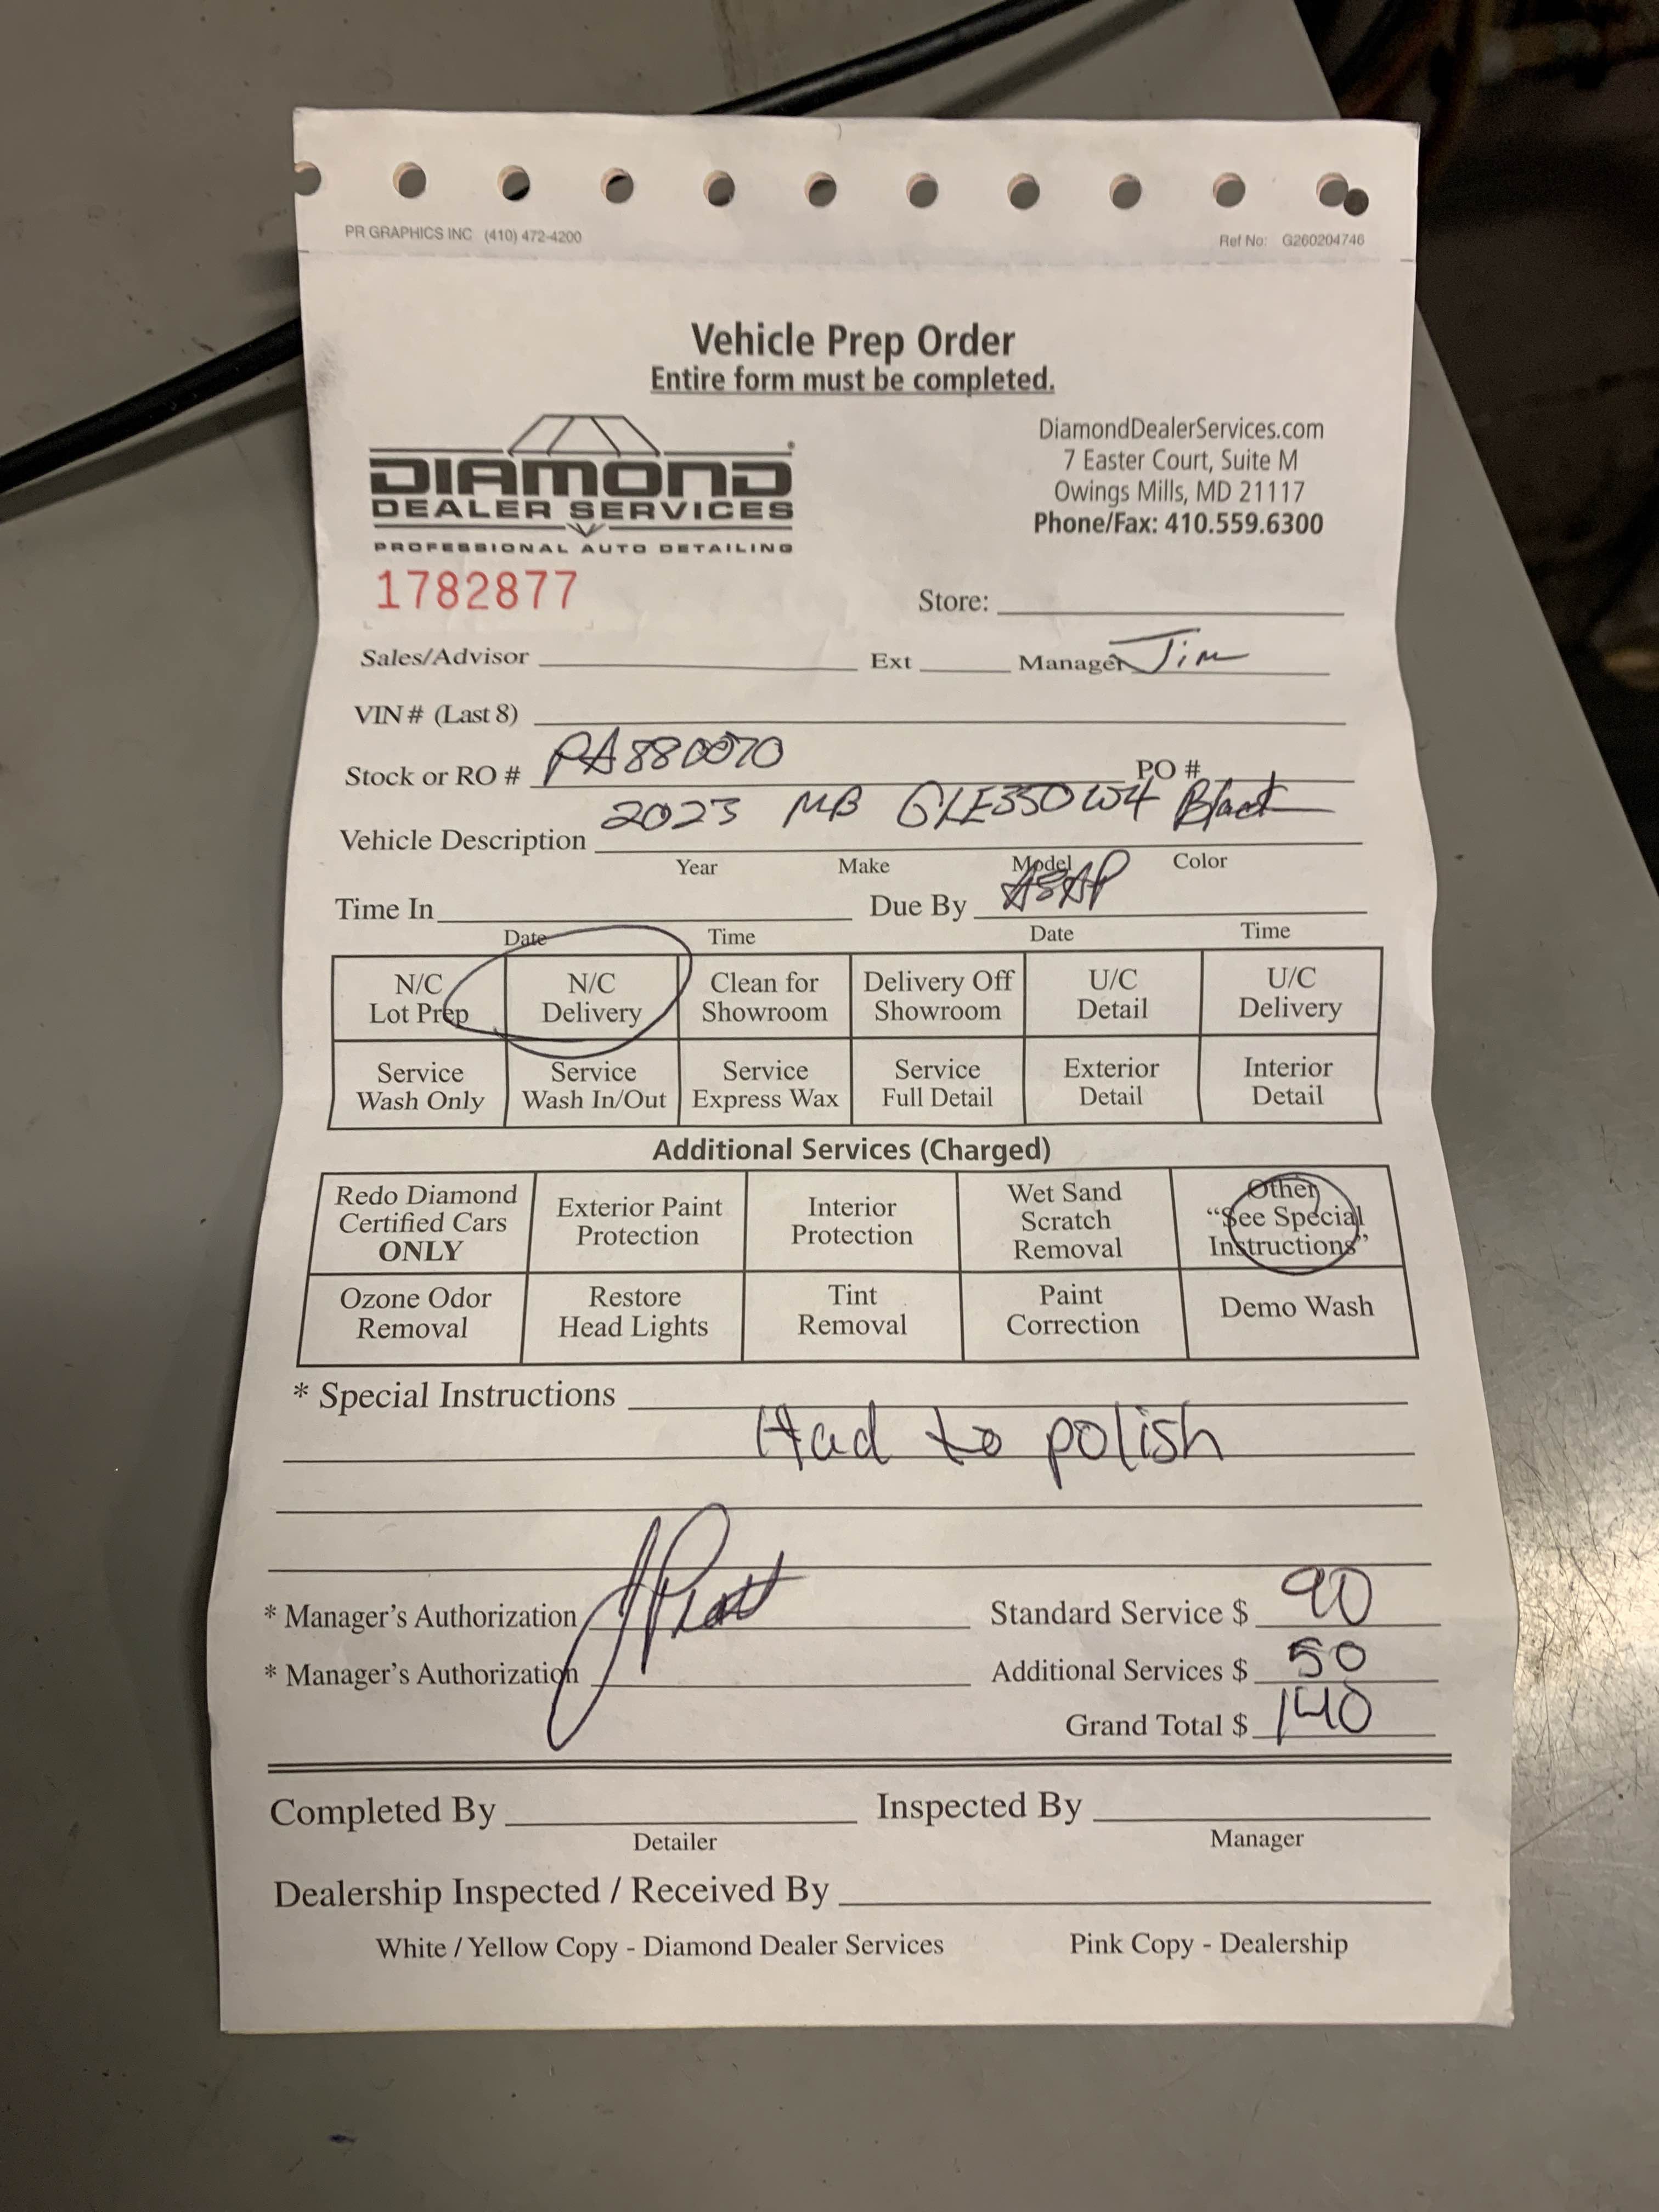 PR GRAPHICS INC (410) 472-4200 Ref No: G260204746
Vehicle Prep Order
Entire form must be completed.
DIAMOND
DEALER SERVICES
PROFESSIONAL AUTO DETAILING
DiamondDealerServices.com
7 Easter Court, Suite M
Owings Mills, MD 21117
Phone/Fax: 410.559.6300
1782877 Store:
Sales/Advisor Ext Manager Jim
VIN # (Last 8)
Stock or RO # PA880070 PO #
Vehicle Description 2023 MB GLE350W4 Black
Year Make Model Color
Time In Due By ASAP
Date Time Date Time
N/C Lot Prep N/C Delivery Clean for Showroom Delivery Off Showroom U/C Detail U/C Delivery
Service Wash Only Service Wash In/Out Service Express Wax Service Full Detail Exterior Detail Interior Detail
Additional Services (Charged)
Redo Diamond Certified Cars ONLY Exterior Paint Protection Interior Protection Wet Sand Scratch Removal Other "See Special Instructions"
Ozone Odor Removal Restore Head Lights Tint Removal Paint Correction Demo Wash
* Special Instructions
Had to polish
* Manager's Authorization Standard Service $ 90
* Manager's Authorization Additional Services $ 50
Grand Total $ 140
Completed By Inspected By
Detailer Manager
Dealership Inspected / Received By
White / Yellow Copy - Diamond Dealer Services Pink Copy - Dealership